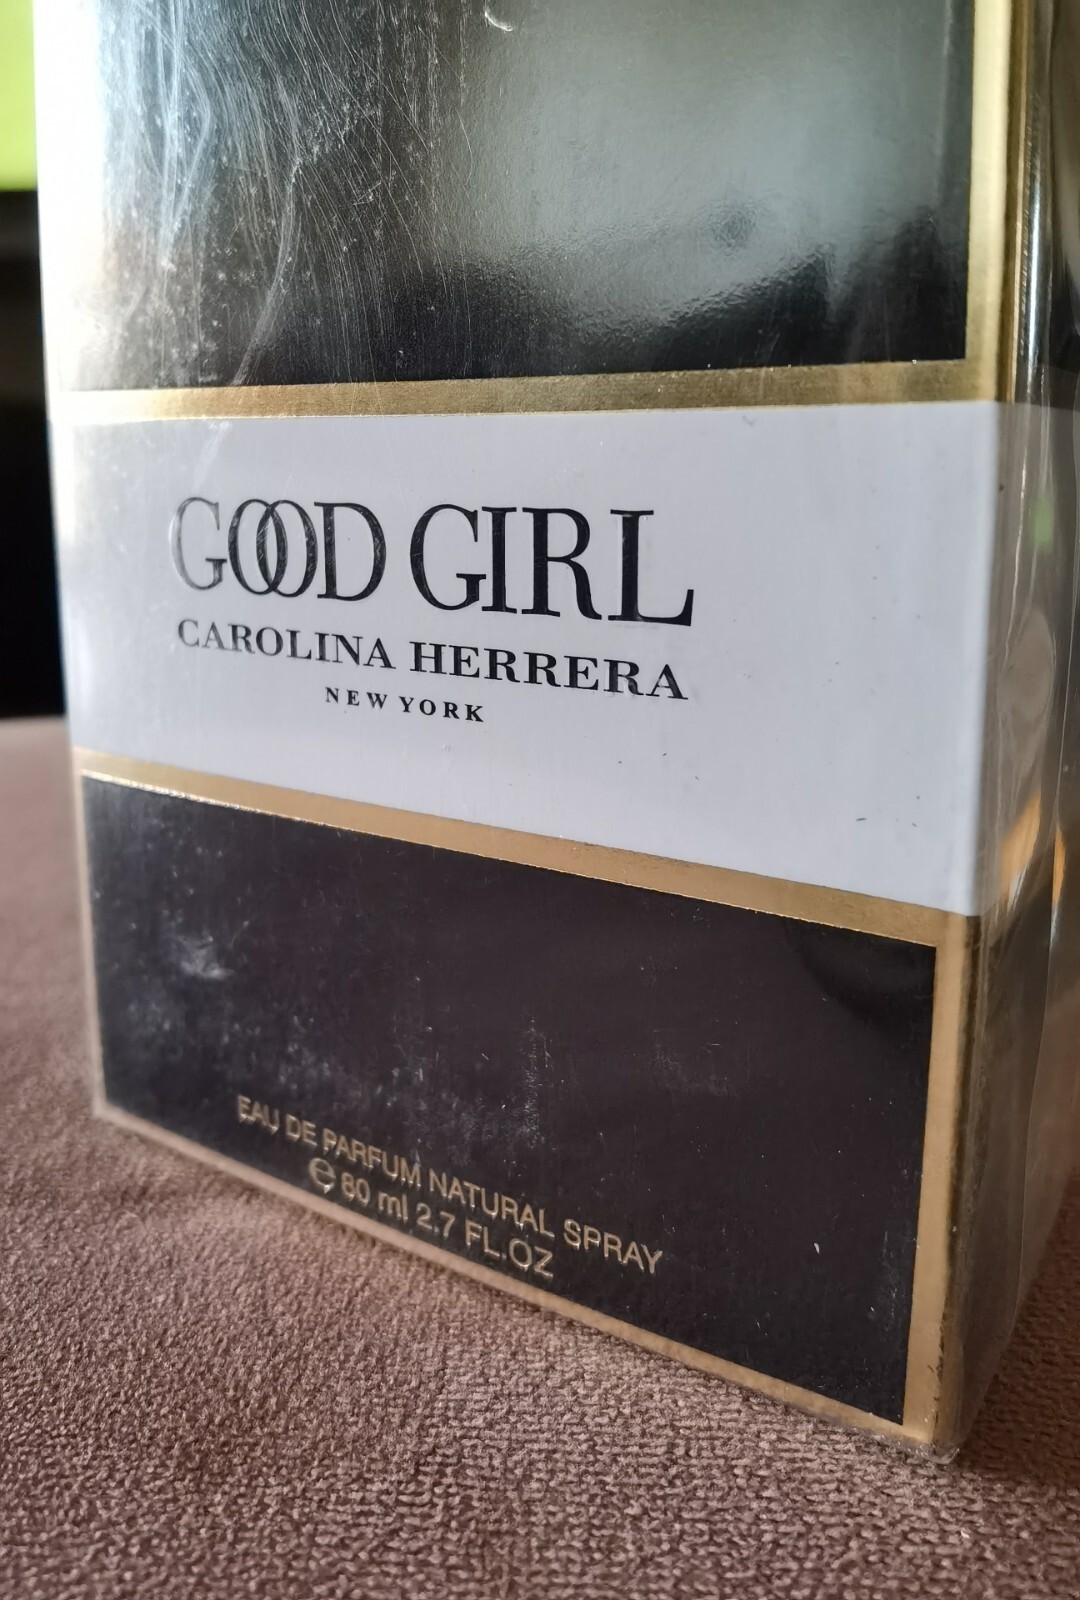 GOOD GIRL
CAROLINA HERRERA
NEW YORK
EAU DE PARFUM NATURAL SPRAY
℮ 80 ml 2.7 FL.OZ